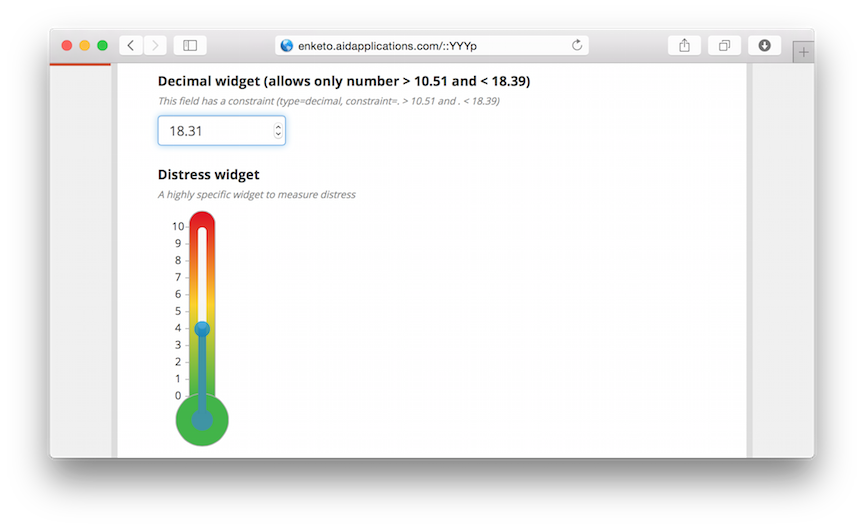 enketo.aidapplications.com/::YYYp
Decimal widget (allows only number > 10.51 and < 18.39)
This field has a constraint (type=decimal, constraint=. > 10.51 and . < 18.39)
18.31
Distress widget
A highly specific widget to measure distress
10
9
8
7
6
5
4
3
2
1
0